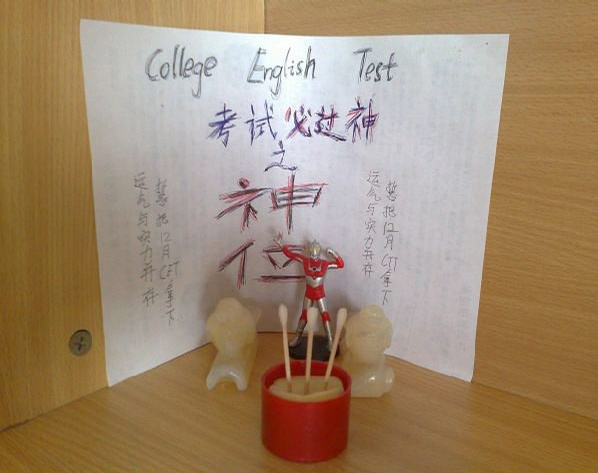 College English Test
考试必过神
之
神
位
誓把12月CET拿下
运气与实力并存
誓把12月CET拿下
运气与实力并存